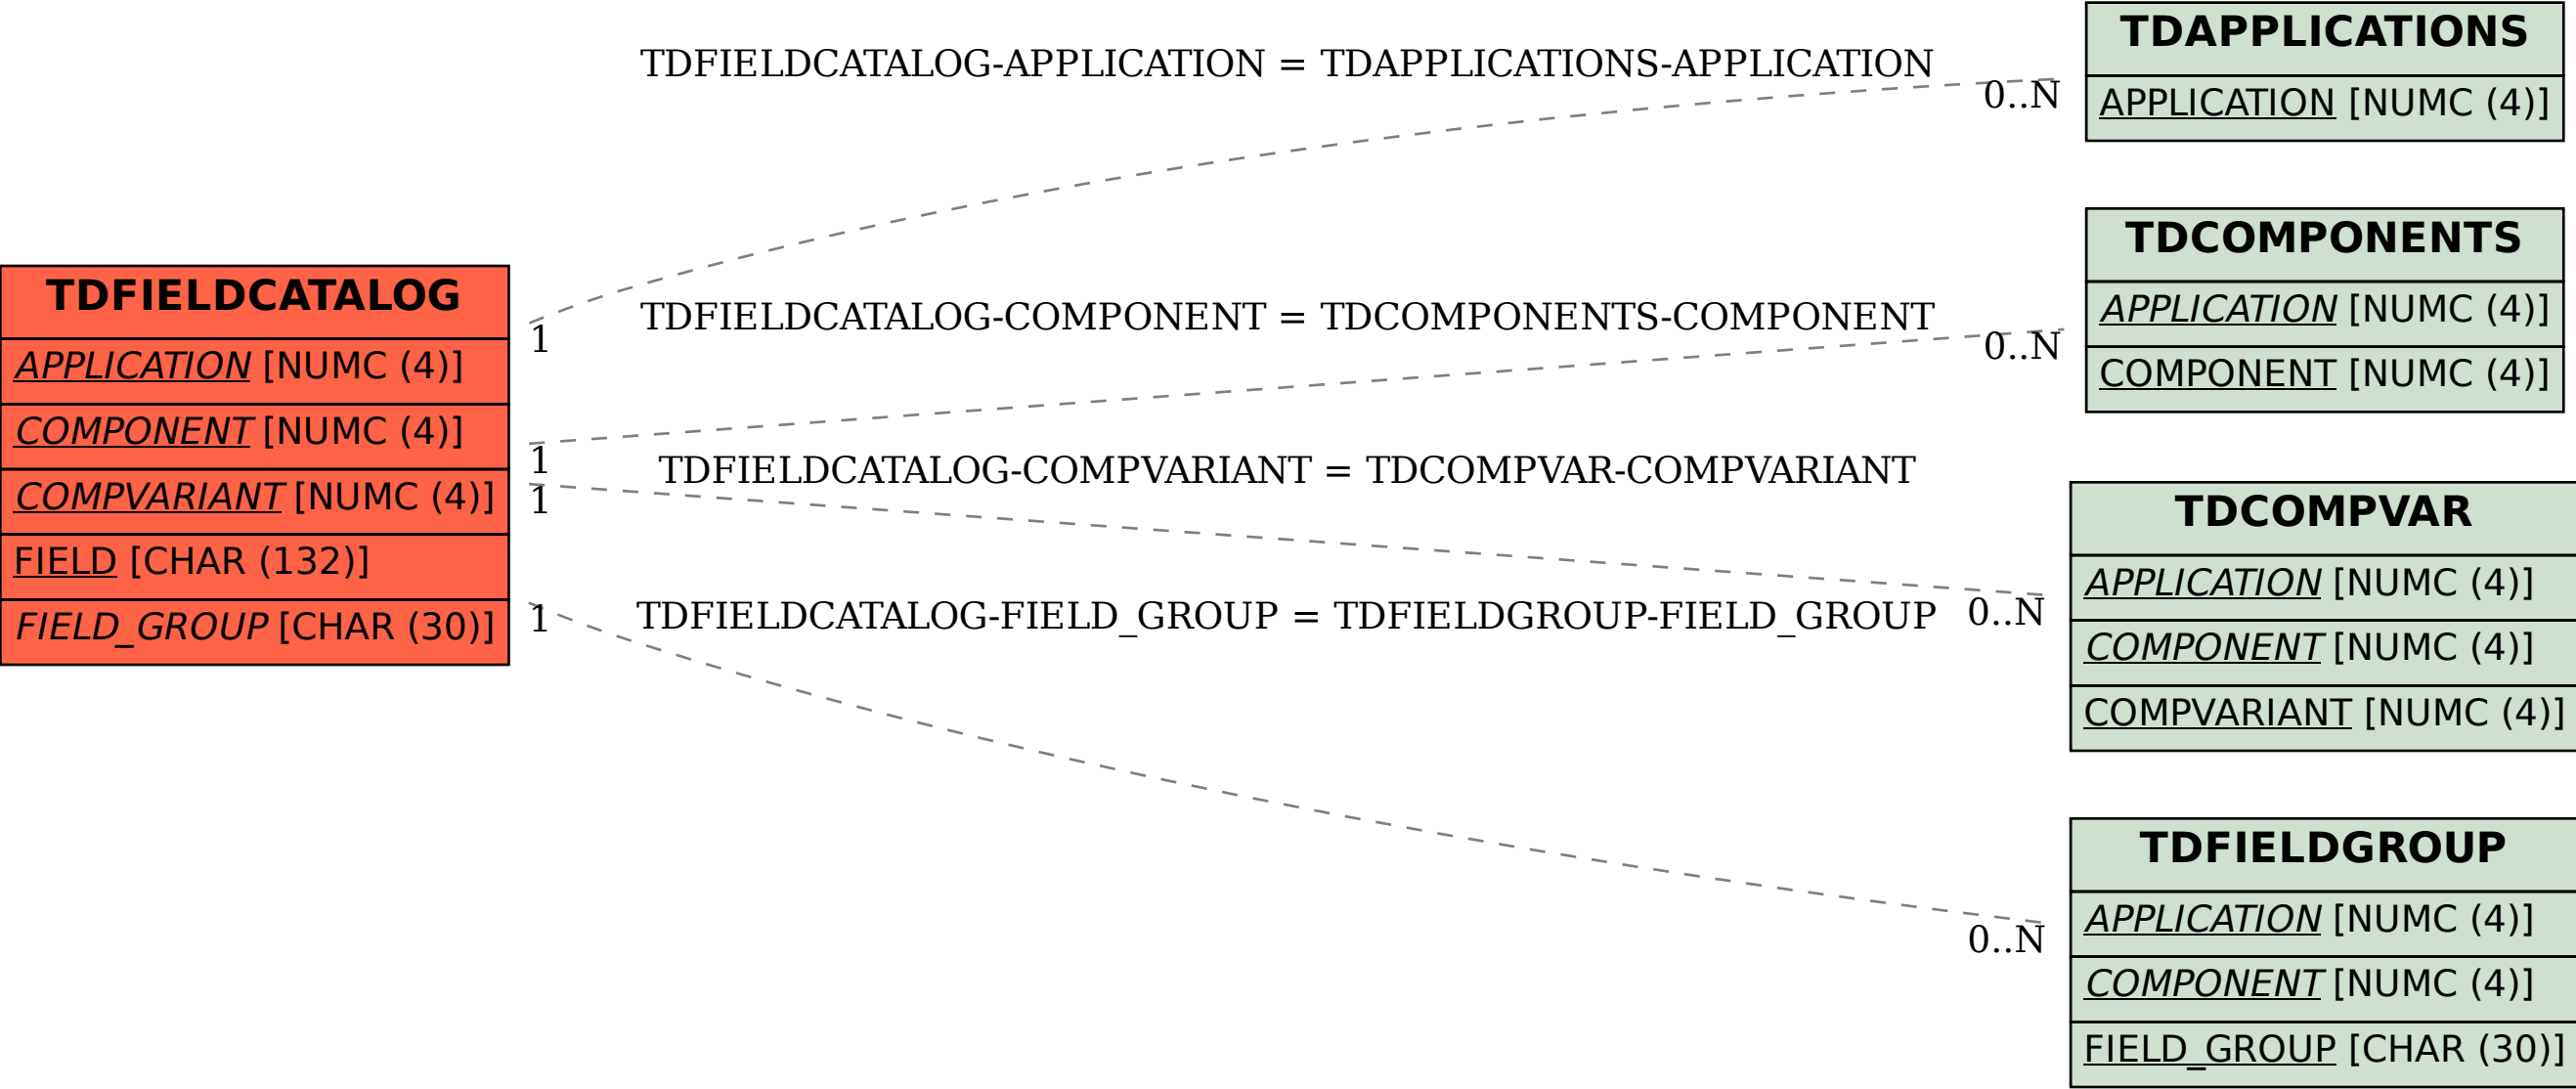 TDFIELDCATALOG
APPLICATION [NUMC (4)]
COMPONENT [NUMC (4)]
COMPVARIANT [NUMC (4)]
FIELD [CHAR (132)]
FIELD_GROUP [CHAR (30)]
TDFIELDCATALOG-APPLICATION = TDAPPLICATIONS-APPLICATION
1
0..N
TDFIELDCATALOG-COMPONENT = TDCOMPONENTS-COMPONENT
1
0..N
TDFIELDCATALOG-COMPVARIANT = TDCOMPVAR-COMPVARIANT
1
0..N
TDFIELDCATALOG-FIELD_GROUP = TDFIELDGROUP-FIELD_GROUP
1
0..N
TDAPPLICATIONS
APPLICATION [NUMC (4)]
TDCOMPONENTS
APPLICATION [NUMC (4)]
COMPONENT [NUMC (4)]
TDCOMPVAR
APPLICATION [NUMC (4)]
COMPONENT [NUMC (4)]
COMPVARIANT [NUMC (4)]
TDFIELDGROUP
APPLICATION [NUMC (4)]
COMPONENT [NUMC (4)]
FIELD_GROUP [CHAR (30)]